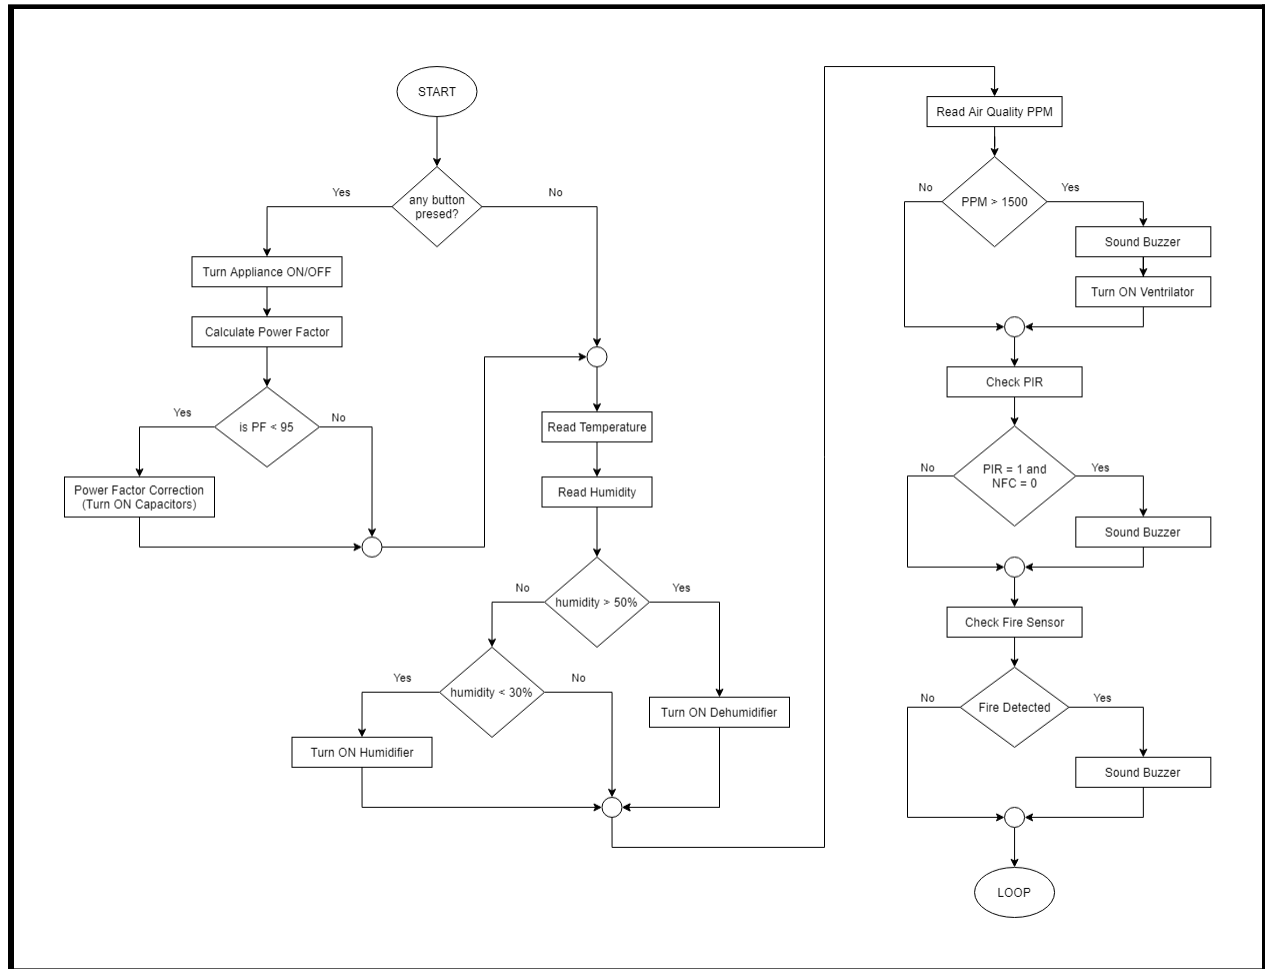 START
any button
presed?
Yes
No
Turn Appliance ON/OFF
Calculate Power Factor
is PF < 95
Yes
No
Power Factor Correction
(Turn ON Capacitors)
Read Temperature
Read Humidity
humidity > 50%
No
Yes
humidity < 30%
Yes
No
Turn ON Humidifier
Turn ON Dehumidifier
Read Air Quality PPM
PPM > 1500
No
Yes
Sound Buzzer
Turn ON Ventrilator
Check PIR
PIR = 1 and
NFC = 0
No
Yes
Sound Buzzer
Check Fire Sensor
Fire Detected
No
Yes
Sound Buzzer
LOOP